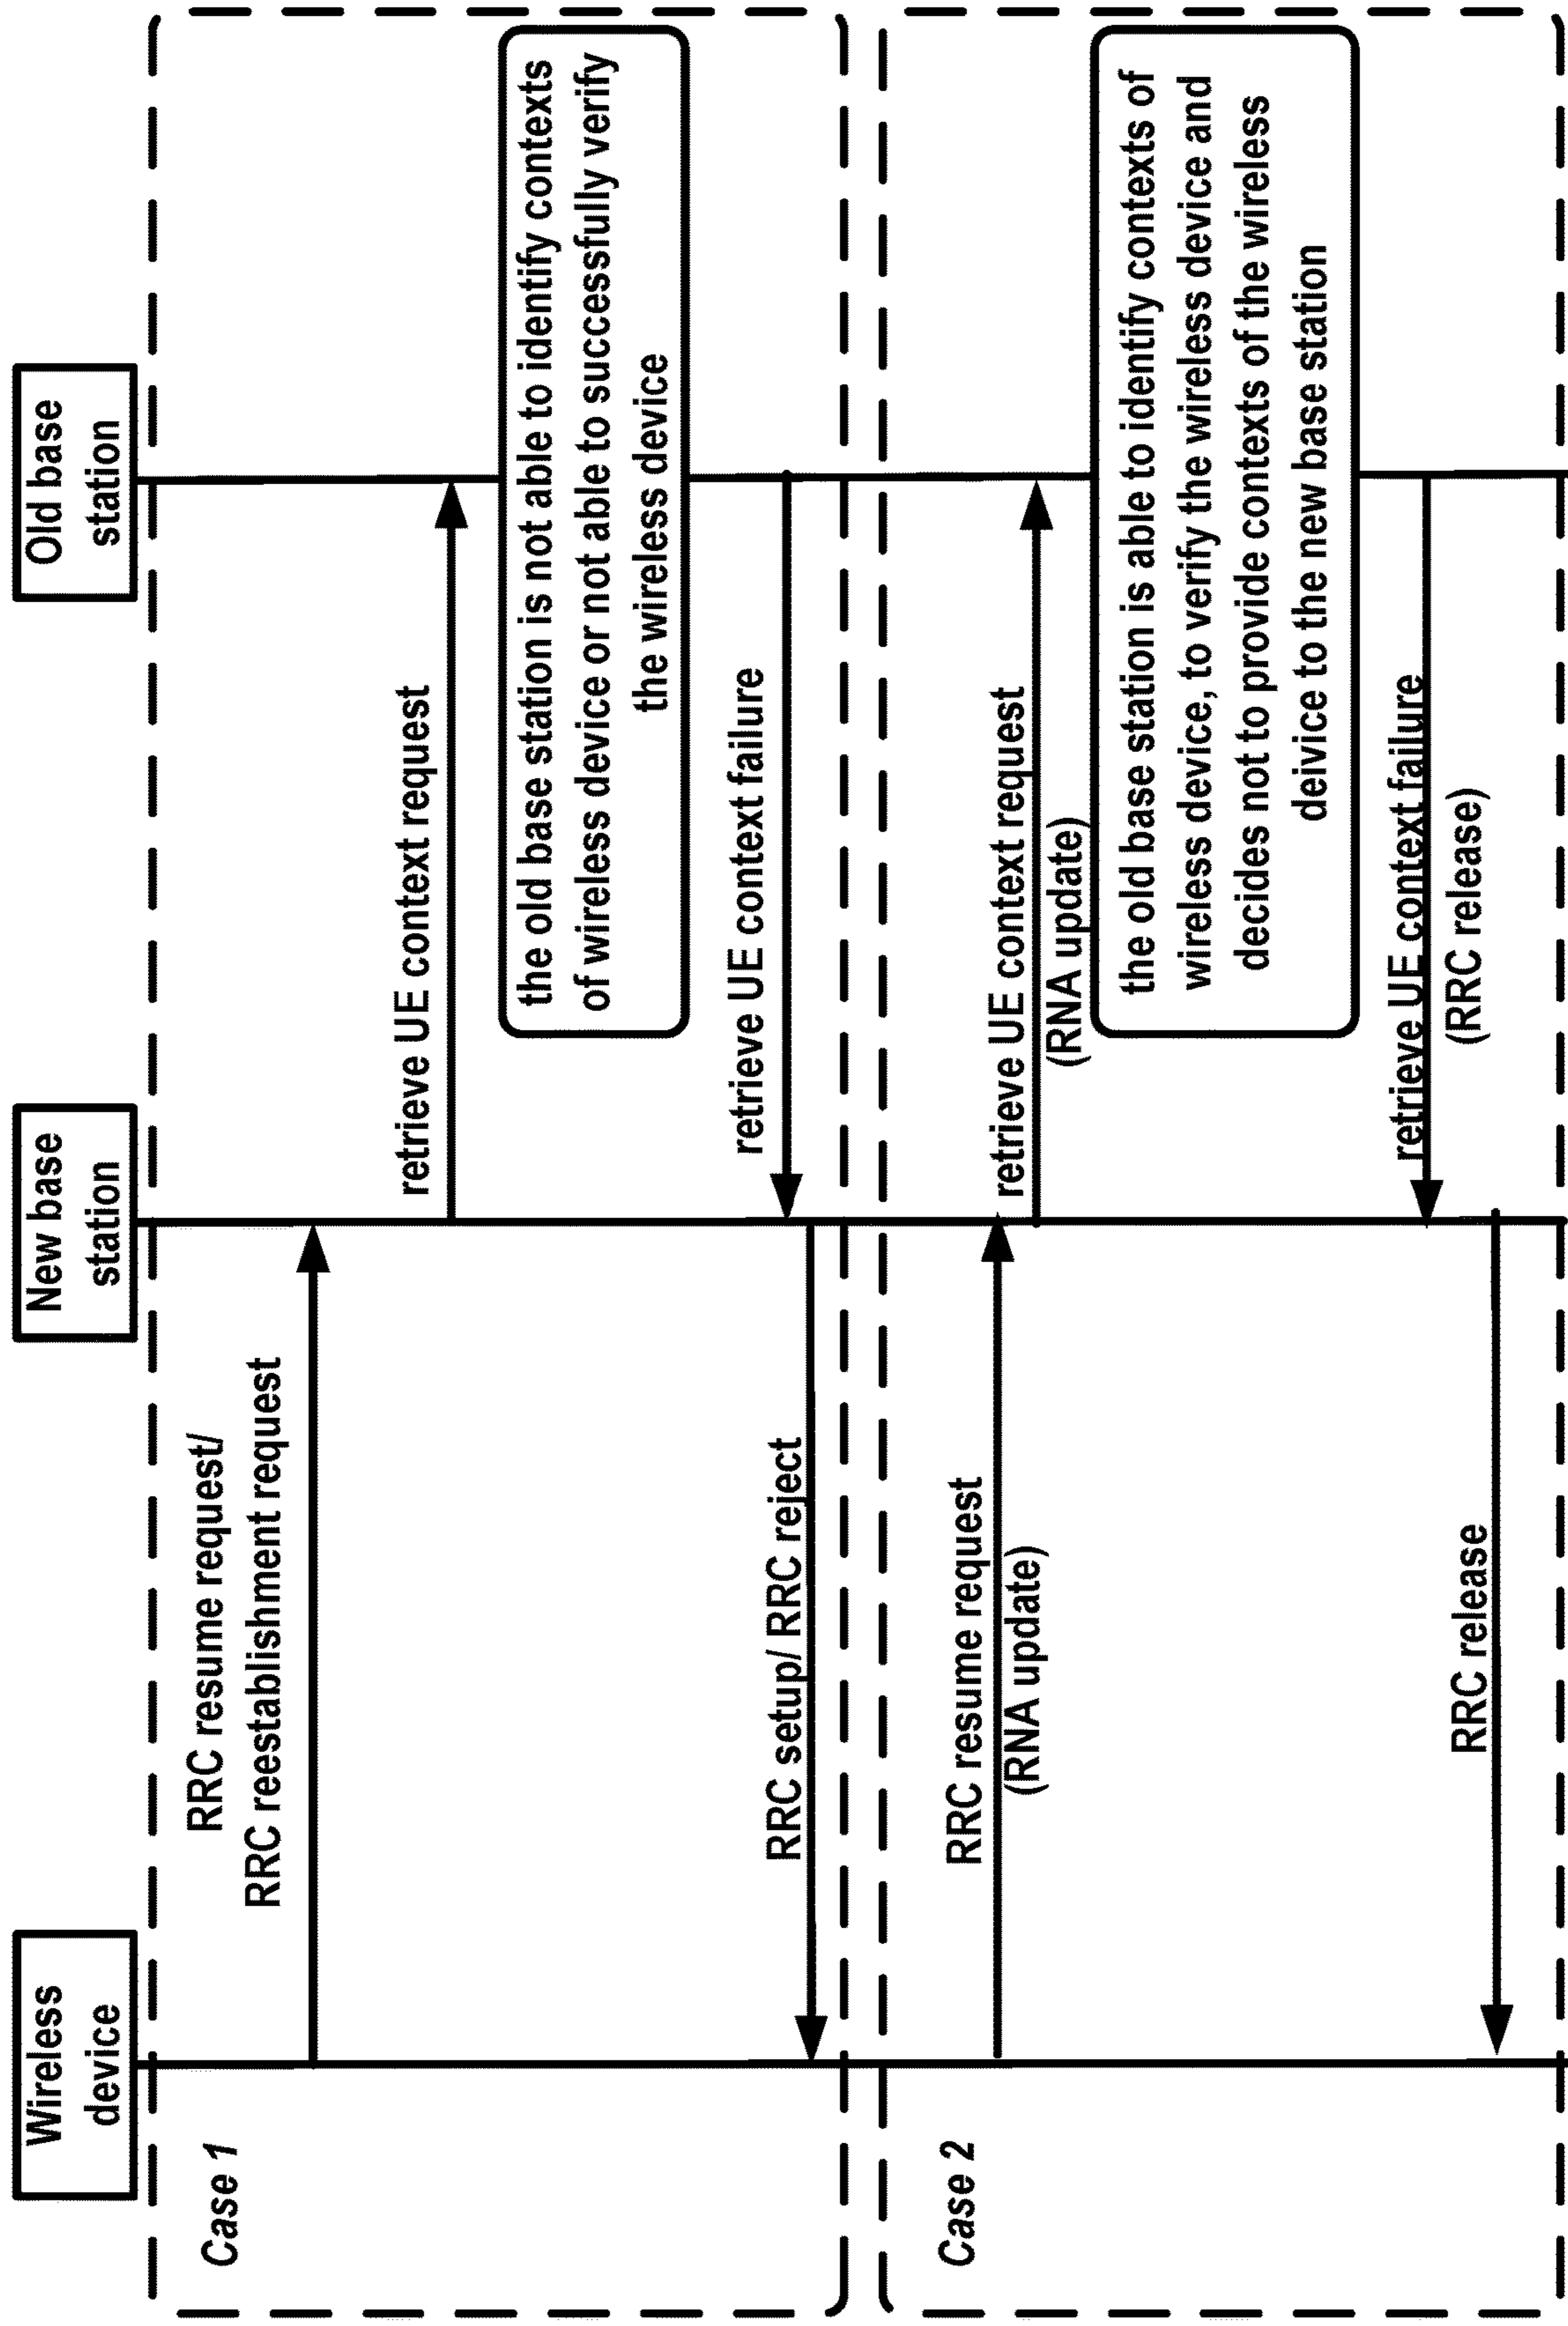 Wireless
device
New base
station
Old base
station
Case 1
RRC resume request/
RRC reestablishment request
retrieve UE context request
the old base station is not able to identify contexts
of wireless device or not able to successfully verify
the wireless device
retrieve UE context failure
RRC setup/ RRC reject
Case 2
RRC resume request
(RNA update)
retrieve UE context request
(RNA update)
the old base station is able to identify contexts of
wireless device, to verify the wireless device and
decides not to provide contexts of the wireless
deivice to the new base station
retrieve UE context failure
(RRC release)
RRC release